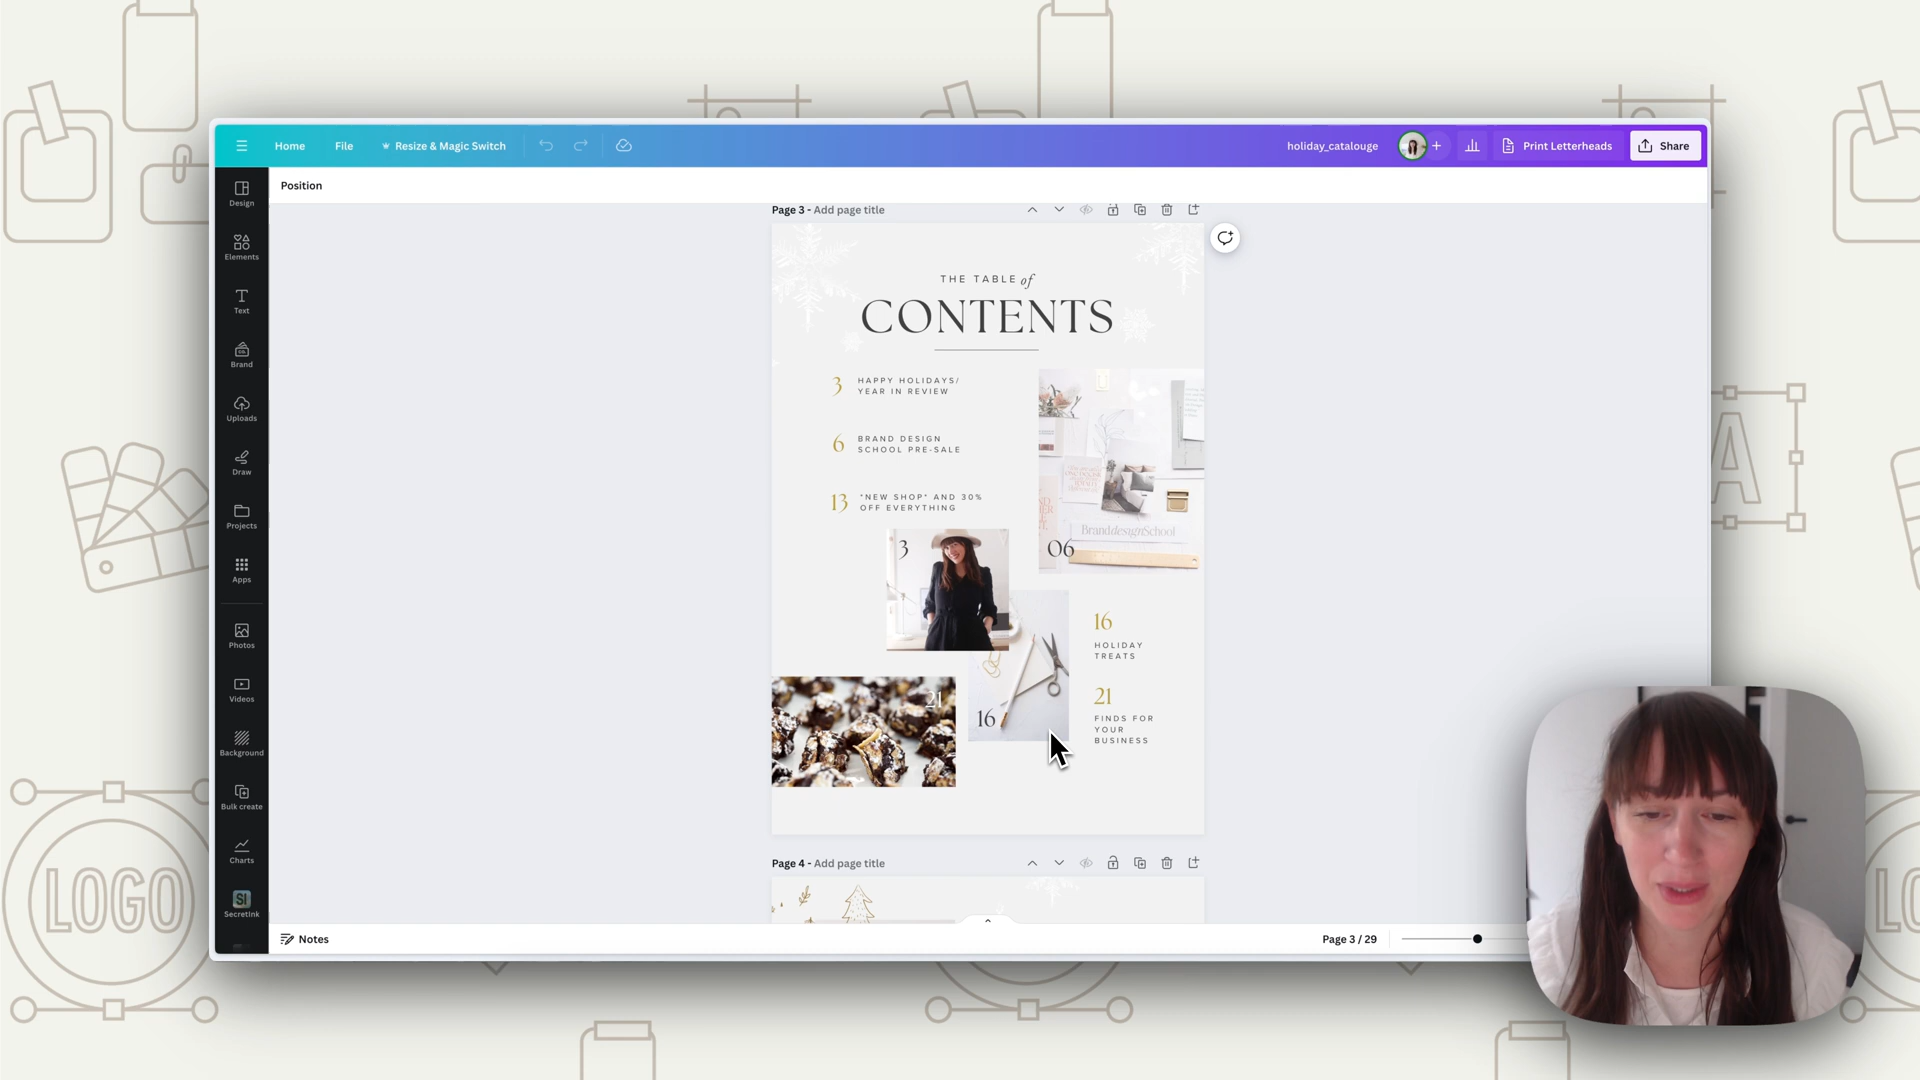 Home
File
Resize & Magic Switch
holiday_catalouge
Print Letterheads
Share
Position
Design
Elements
Text
Brand
Uploads
Draw
Projects
Apps
Photos
Videos
Background
Bulk create
Charts
SI
SecretInk
Page 3 - Add page title
THE TABLE of
CONTENTS
3 HAPPY HOLIDAYS/
YEAR IN REVIEW
6 BRAND DESIGN
SCHOOL PRE-SALE
13 "NEW SHOP" AND 30%
OFF EVERYTHING
3
BranddesignSchool
06
16
HOLIDAY
TREATS
21
FINDS FOR
YOUR
BUSINESS
21
16
Page 4 - Add page title
Notes
Page 3 / 29
LOGO
A